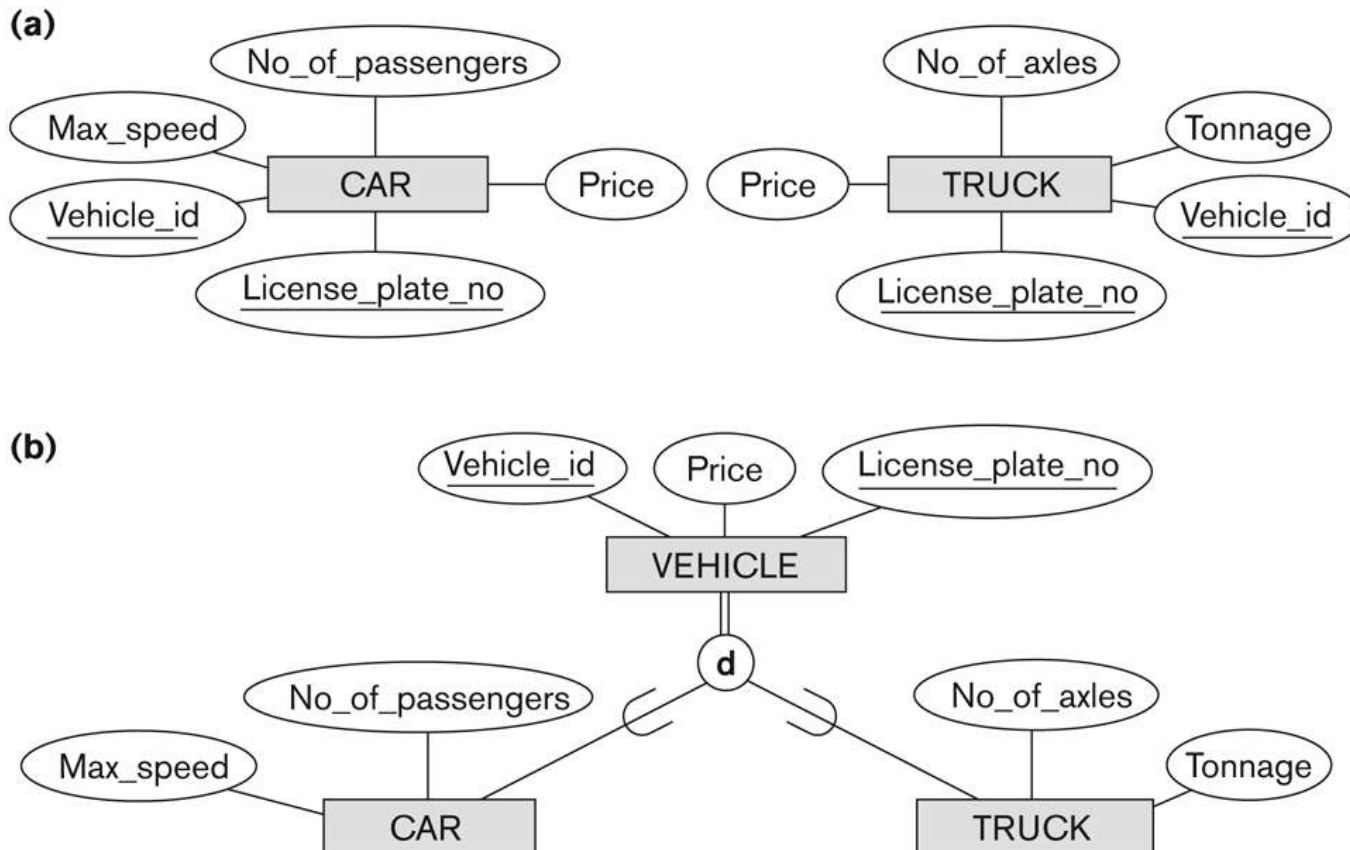 (a)
No_of_passengers
No_of_axles
Max_speed
Tonnage
CAR
Price
Price
TRUCK
Vehicle_id
Vehicle_id
License_plate_no
License_plate_no
(b)
Vehicle_id
Price
License_plate_no
VEHICLE
d
No_of_passengers
No_of_axles
Max_speed
Tonnage
CAR
TRUCK